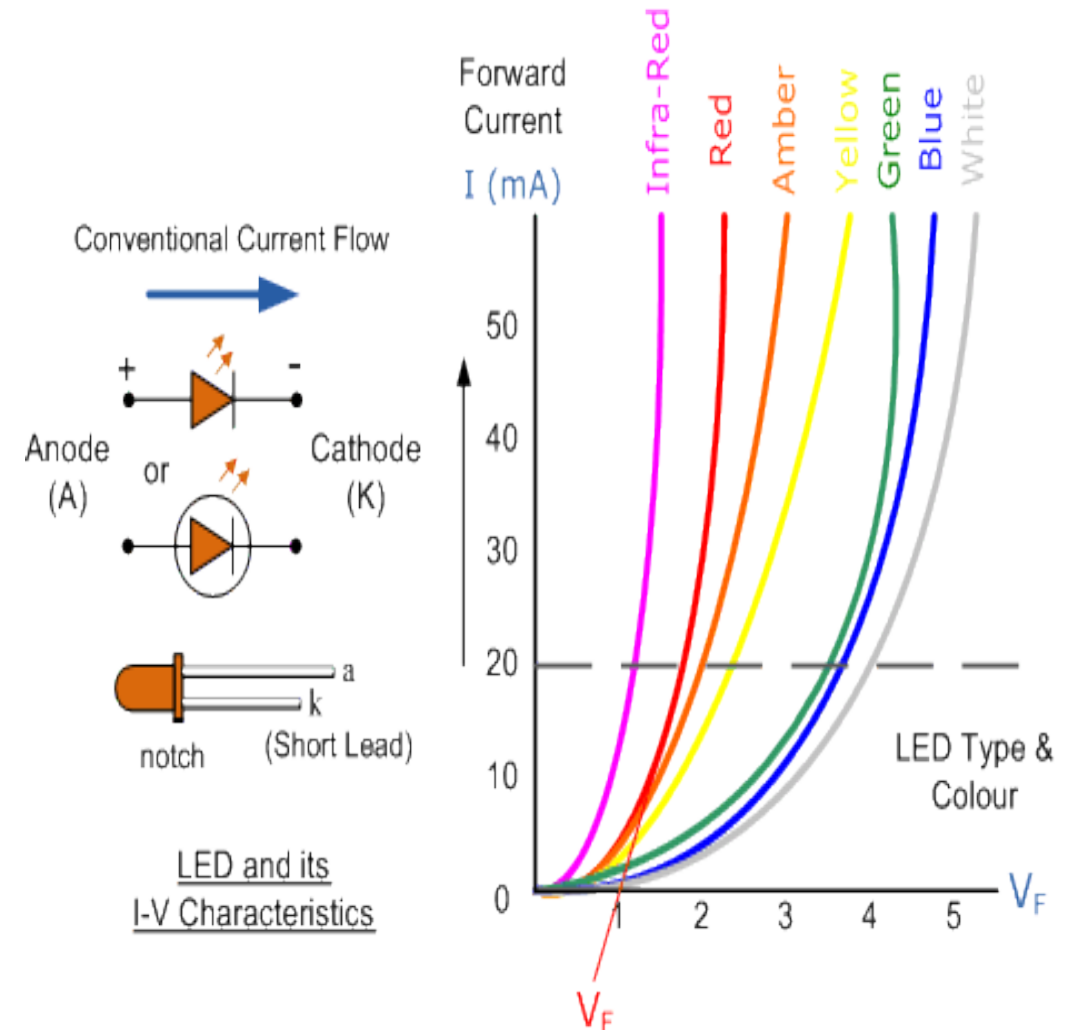 Forward
Current
I (mA)
Infra-Red
Red
Amber
Yellow
Green
Blue
White
Conventional Current Flow
+
-
Anode
(A)
or
Cathode
(K)
a
k
notch
(Short Lead)
LED and its
I-V Characteristics
50
40
30
20
10
0
LED Type &
Colour
1
2
3
4
5
VF
VF